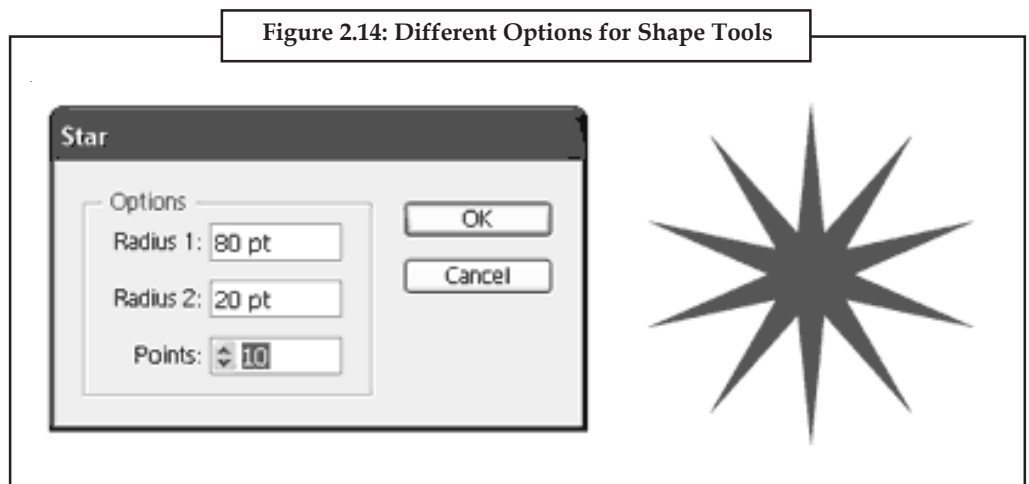 Figure 2.14: Different Options for Shape Tools
Star
Options
Radius 1: 80 pt
Radius 2: 20 pt
Points: 10
OK
Cancel